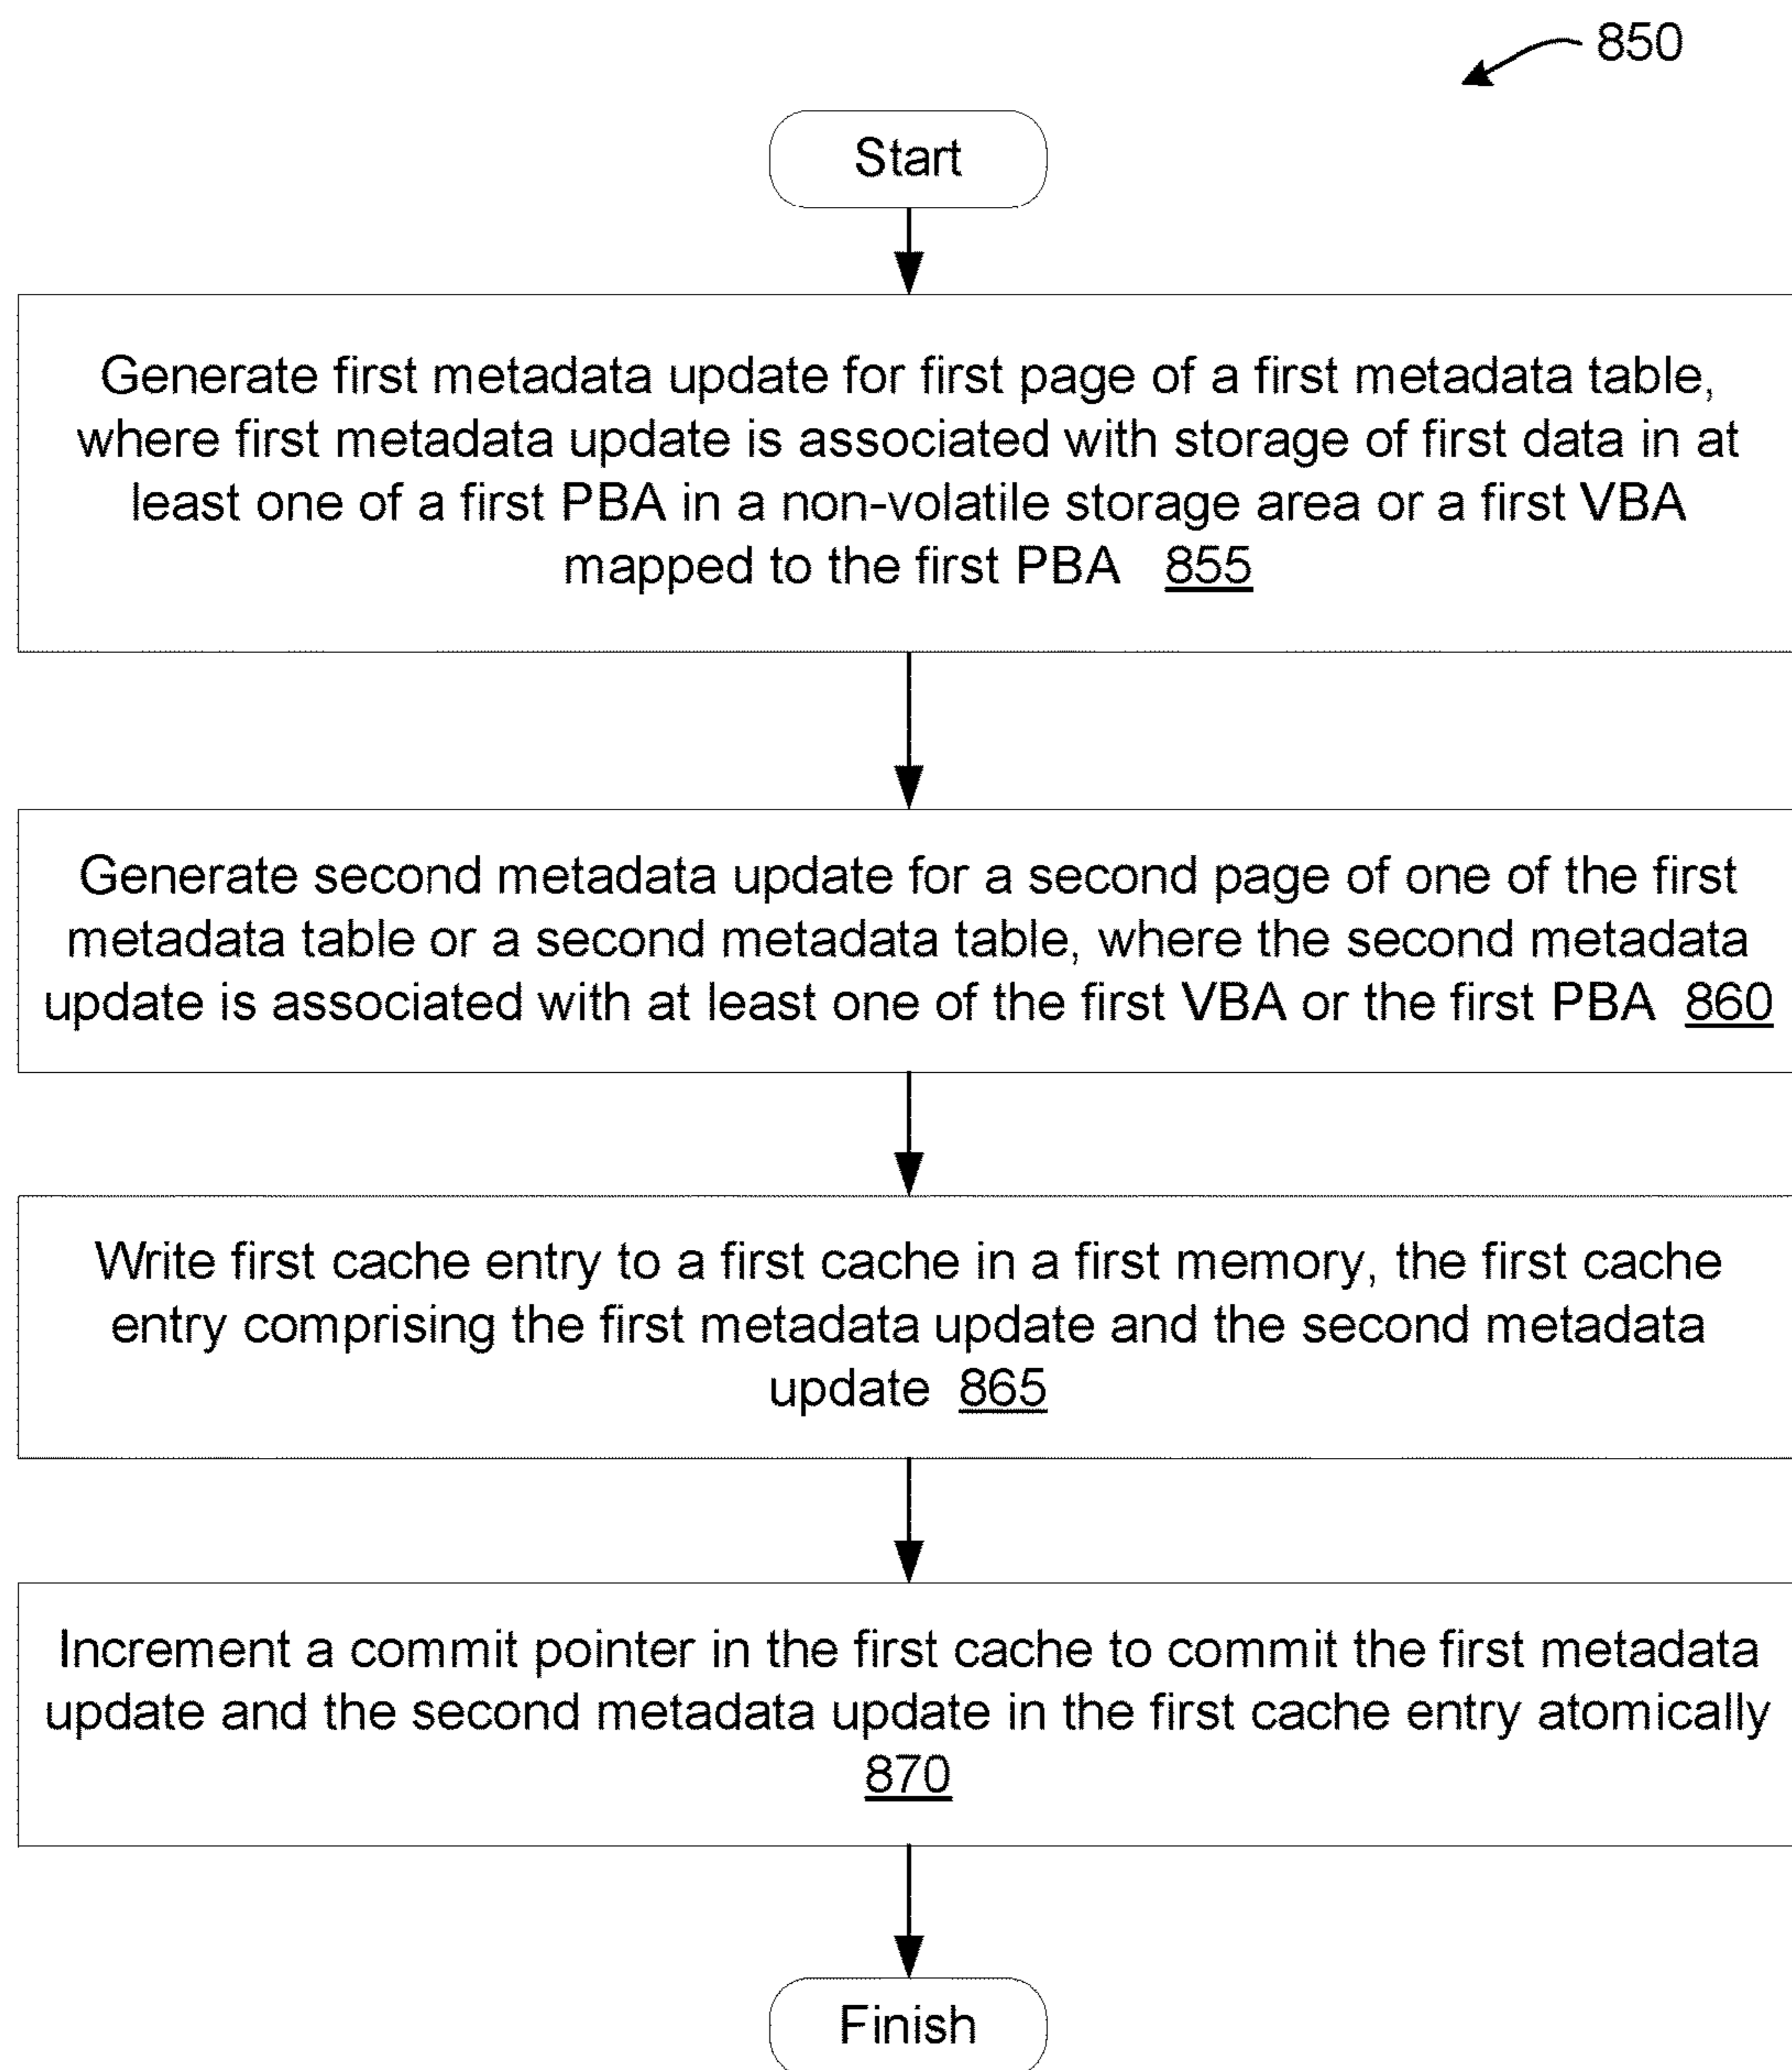 850
Start
Generate first metadata update for first page of a first metadata table,
where first metadata update is associated with storage of first data in at
least one of a first PBA in a non-volatile storage area or a first VBA
mapped to the first PBA 855
Generate second metadata update for a second page of one of the first
metadata table or a second metadata table, where the second metadata
update is associated with at least one of the first VBA or the first PBA 860
Write first cache entry to a first cache in a first memory, the first cache
entry comprising the first metadata update and the second metadata
update 865
Increment a commit pointer in the first cache to commit the first metadata
update and the second metadata update in the first cache entry atomically
870
Finish